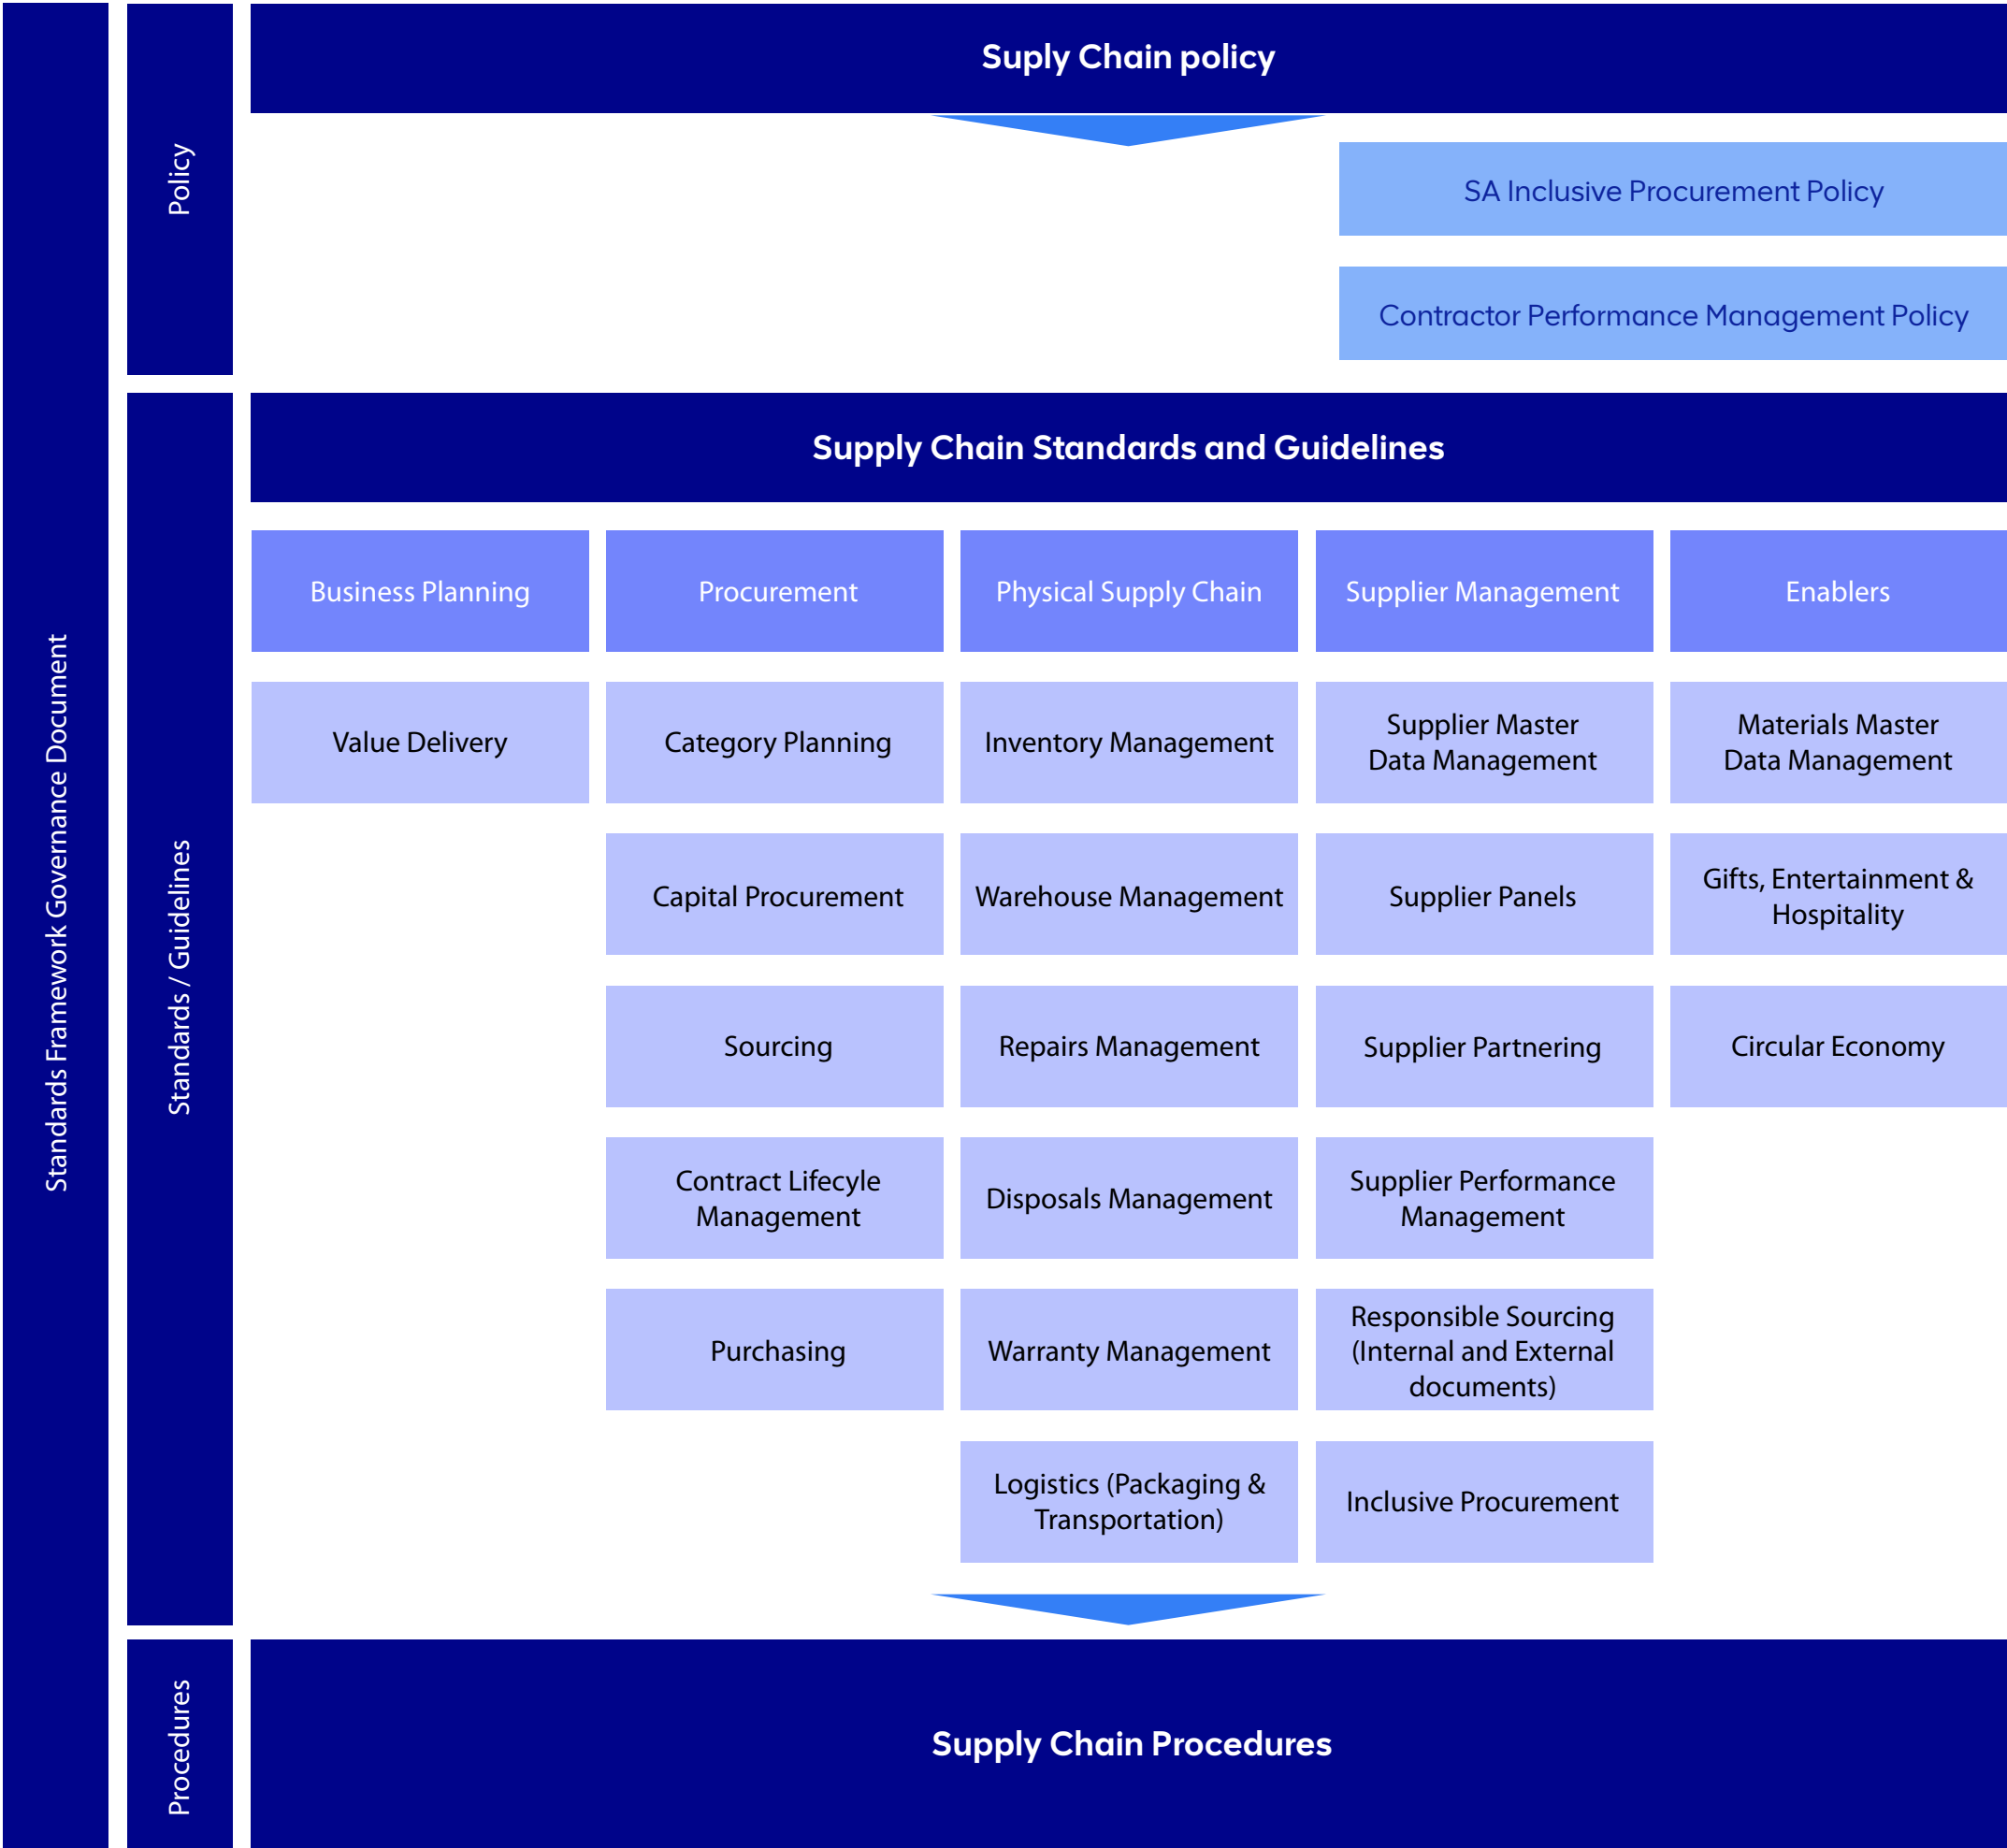 Standards Framework Governance Document
Policy
Suply Chain policy
SA Inclusive Procurement Policy
Contractor Performance Management Policy
Standards / Guidelines
Supply Chain Standards and Guidelines
Business Planning
Procurement
Physical Supply Chain
Supplier Management
Enablers
Value Delivery
Category Planning
Inventory Management
Supplier Master
Data Management
Materials Master
Data Management
Capital Procurement
Warehouse Management
Supplier Panels
Gifts, Entertainment &
Hospitality
Sourcing
Repairs Management
Supplier Partnering
Circular Economy
Contract Lifecyle
Management
Disposals Management
Supplier Performance
Management
Purchasing
Warranty Management
Responsible Sourcing
(Internal and External
documents)
Logistics (Packaging &
Transportation)
Inclusive Procurement
Procedures
Supply Chain Procedures